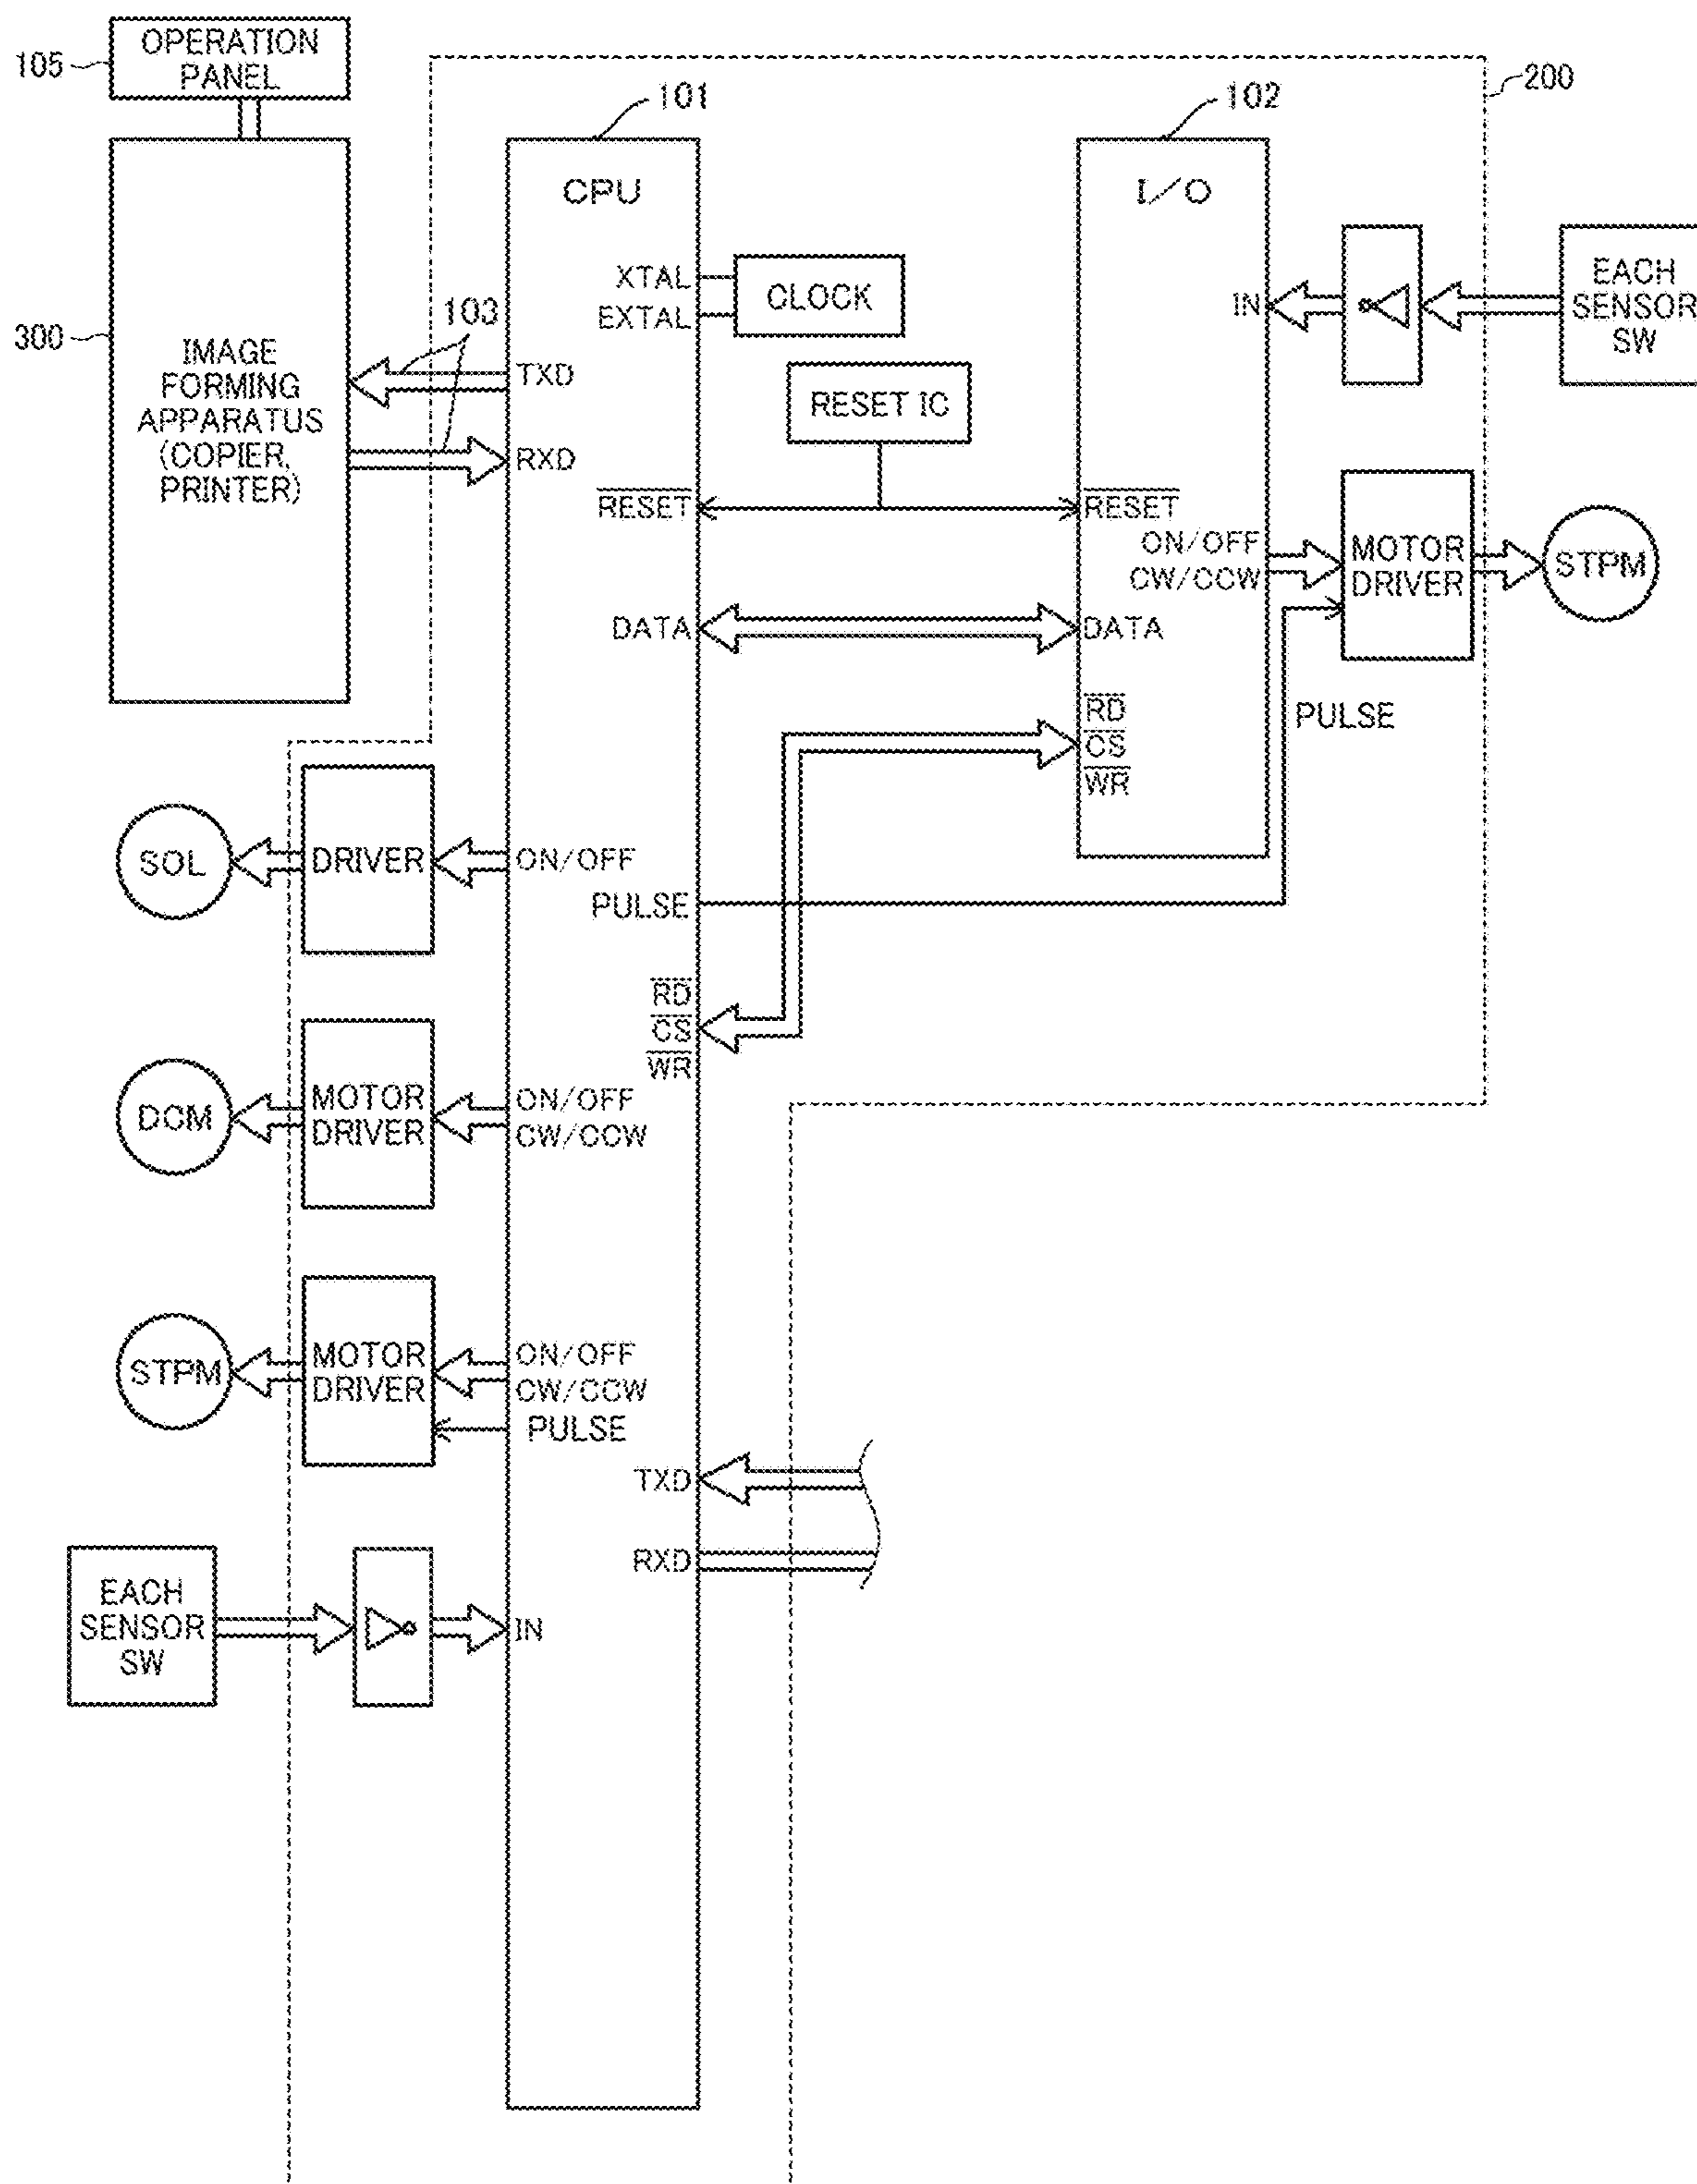 OPERATION
PANEL
105
200
101
102
CPU
I/O
XTAL
EXTAL
CLOCK
IN
EACH
SENSOR
SW
300
103
IMAGE
FORMING
APPARATUS
(COPIER,
PRINTER)
TXD
RXD
RESET IC
RESET
RESET
ON/OFF
CW/CCW
MOTOR
DRIVER
STPM
DATA
DATA
RD
CS
WR
PULSE
SOL
DRIVER
ON/OFF
PULSE
RD
CS
WR
DCM
MOTOR
DRIVER
ON/OFF
CW/CCW
STPM
MOTOR
DRIVER
ON/OFF
CW/CCW
PULSE
TXD
RXD
EACH
SENSOR
SW
IN